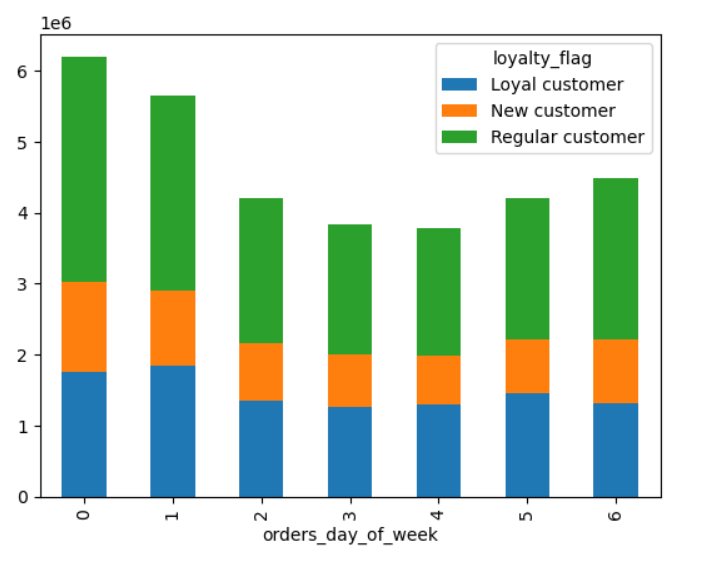 1e6
6
5
4
3
2
1
0
loyalty_flag
Loyal customer
New customer
Regular customer
0 1 2 3 4 5 6
orders_day_of_week